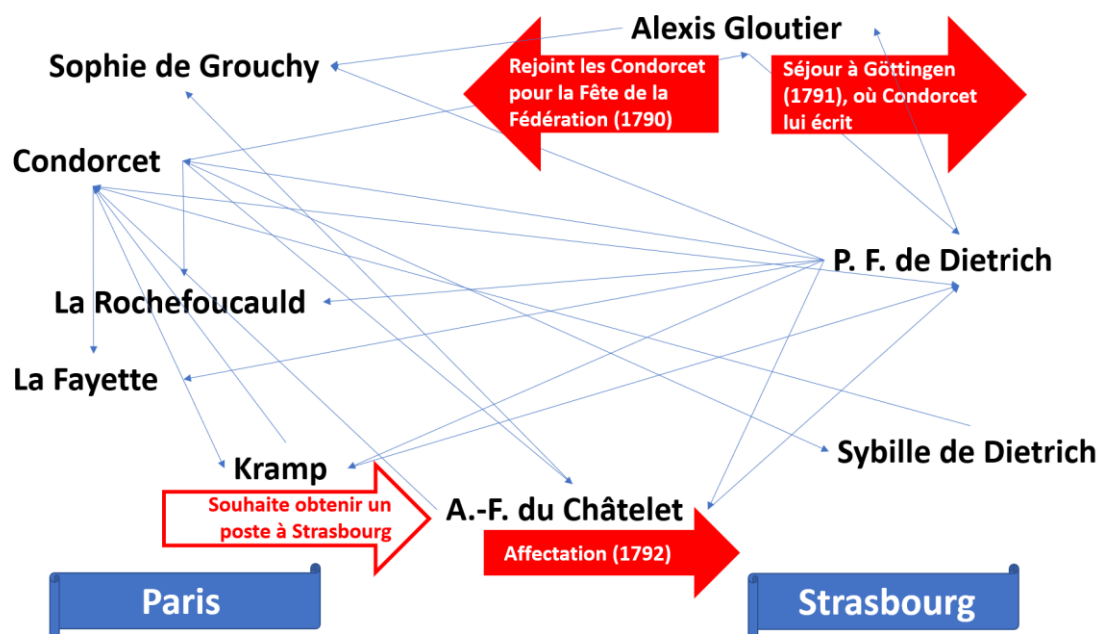 Alexis Gloutier
Sophie de Grouchy
Rejoint les Condorcet
pour la Fête de la
Fédération (1790)
Séjour à Göttingen
(1791), où Condorcet
lui écrit
Condorcet
P. F. de Dietrich
La Rochefoucauld
La Fayette
Sybille de Dietrich
Kramp
Souhaite obtenir un
poste à Strasbourg
A.-F. du Châtelet
Affectation (1792)
Paris
Strasbourg